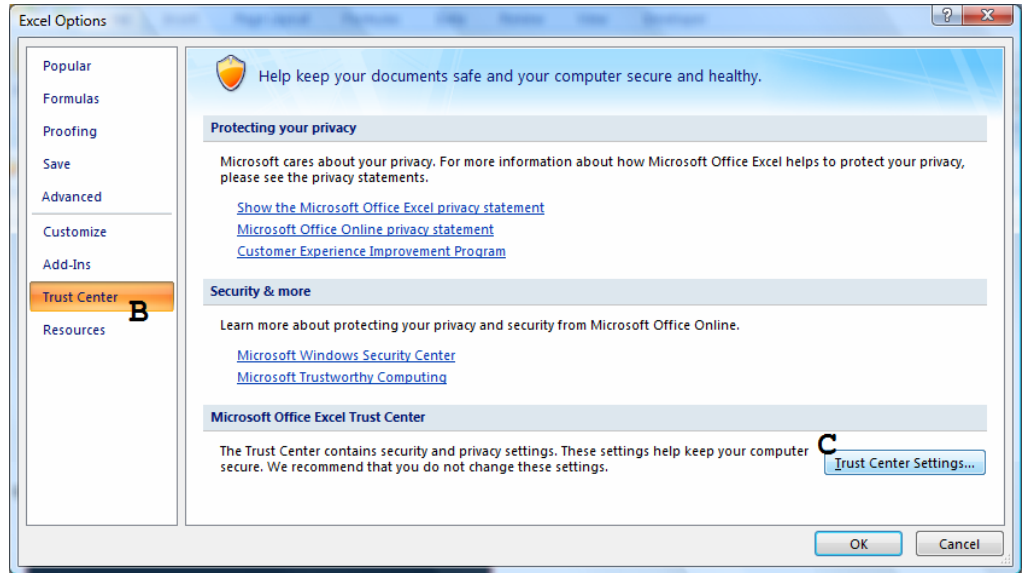 Excel Options
?
X
Popular
Formulas
Proofing
Save
Advanced
Customize
Add-Ins
Trust Center
B
Resources
Help keep your documents safe and your computer secure and healthy.
Protecting your privacy
Microsoft cares about your privacy. For more information about how Microsoft Office Excel helps to protect your privacy,
please see the privacy statements.
Show the Microsoft Office Excel privacy statement
Microsoft Office Online privacy statement
Customer Experience Improvement Program
Security & more
Learn more about protecting your privacy and security from Microsoft Office Online.
Microsoft Windows Security Center
Microsoft Trustworthy Computing
Microsoft Office Excel Trust Center
The Trust Center contains security and privacy settings. These settings help keep your computer
secure. We recommend that you do not change these settings.
C
Trust Center Settings...
OK
Cancel